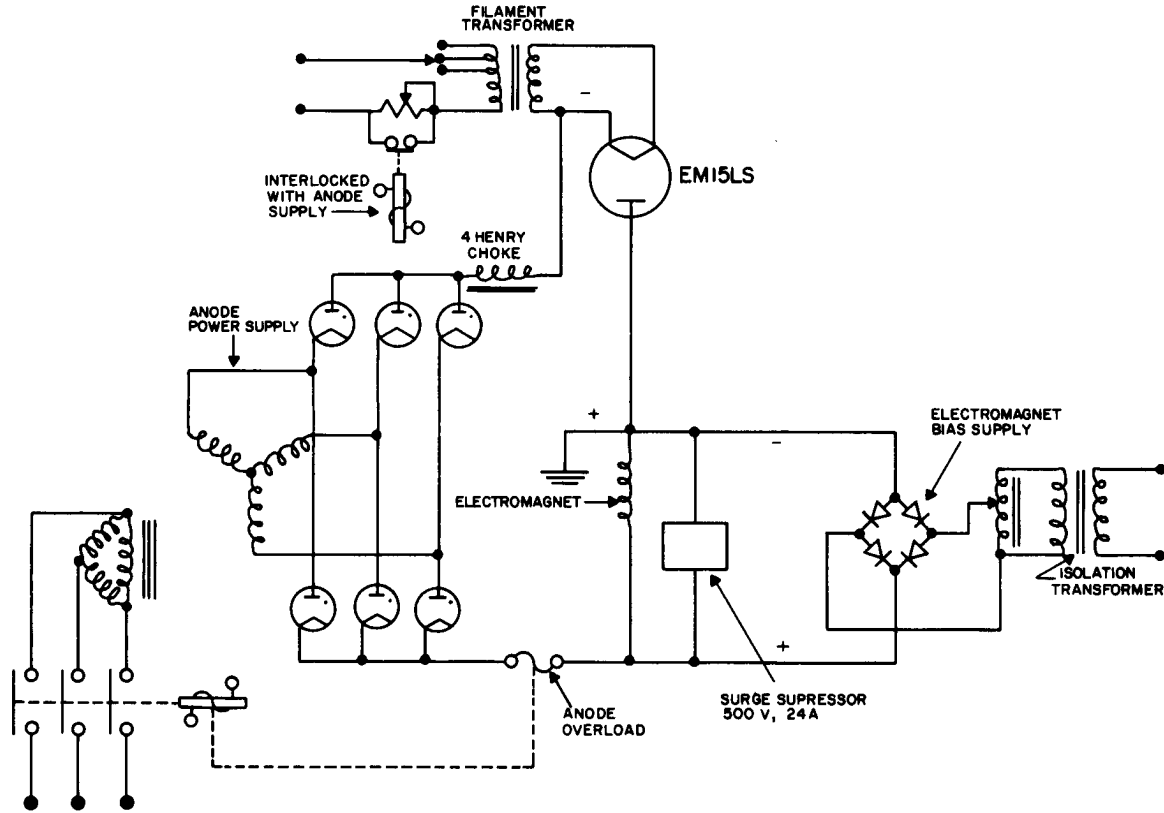 FILAMENT
TRANSFORMER
−
EM15LS
INTERLOCKED
WITH ANODE
SUPPLY
4 HENRY
CHOKE
ANODE
POWER SUPPLY
+
−
ELECTROMAGNET
BIAS SUPPLY
ELECTROMAGNET
ISOLATION
TRANSFORMER
+
SURGE SUPRESSOR
500 V, 24A
ANODE
OVERLOAD